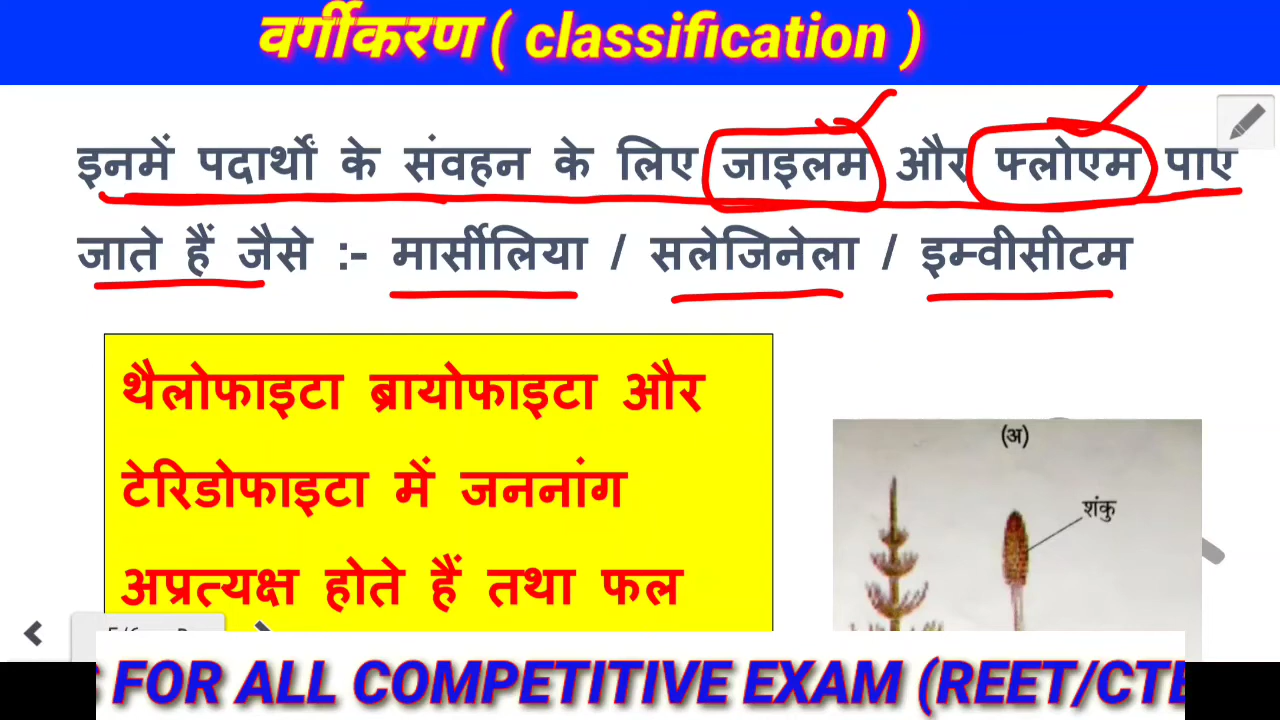 वर्गीकरण ( classification )
इनमें पदार्थों के संवहन के लिए जाइलम और फ्लोएम पाए
जाते हैं जैसे :- मार्सीलिया / सलेजिनेला / इम्वीसीटम
थैलोफाइटा ब्रायोफाइटा और
टेरिडोफाइटा में जननांग
अप्रत्यक्ष होते हैं तथा फल
(अ)
शंकु
FOR ALL COMPETITIVE EXAM (REET/CTE